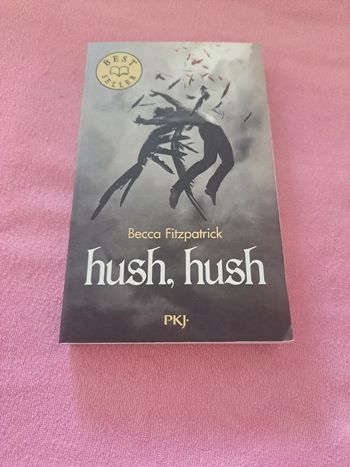 BEST
SELLER
Becca Fitzpatrick
hush, hush
PKJ·